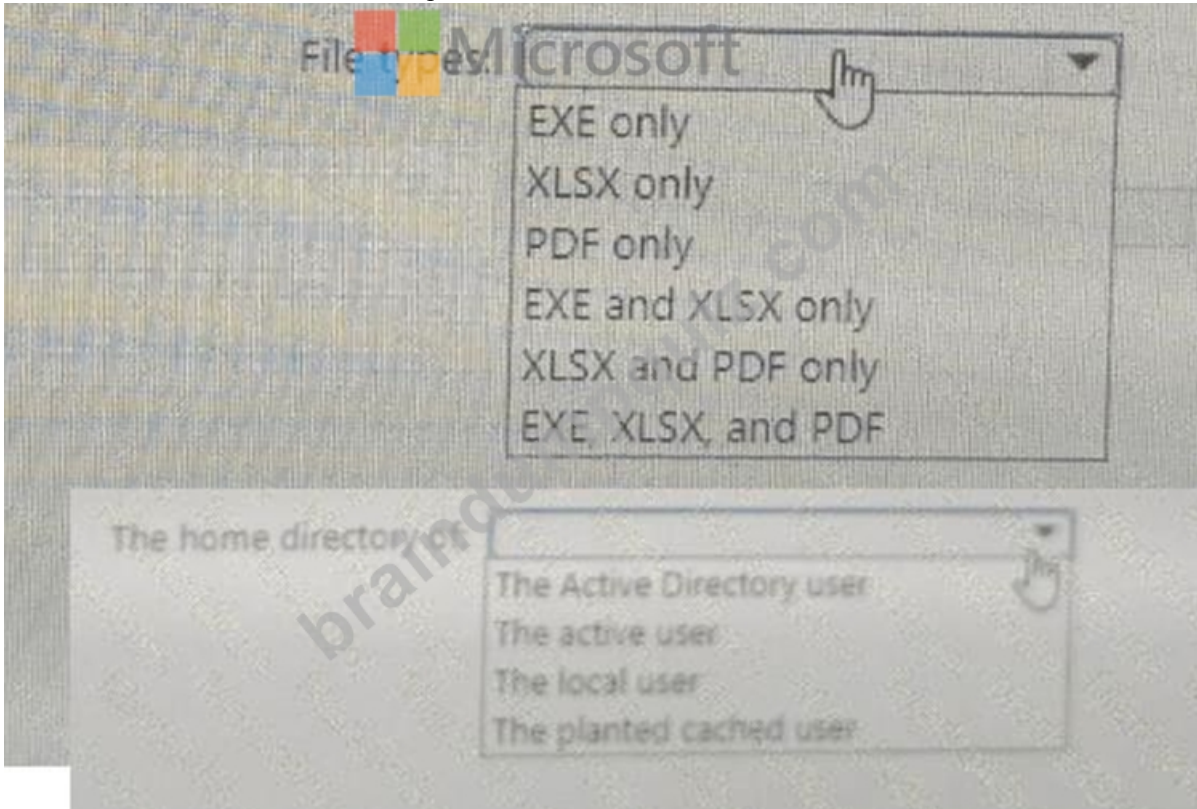 File types: Microsoft
EXE only
XLSX only
PDF only
EXE and XLSX only
XLSX and PDF only
EXE, XLSX, and PDF
The home directory of
The Active Directory user
The active user
The local user
The planted cached user